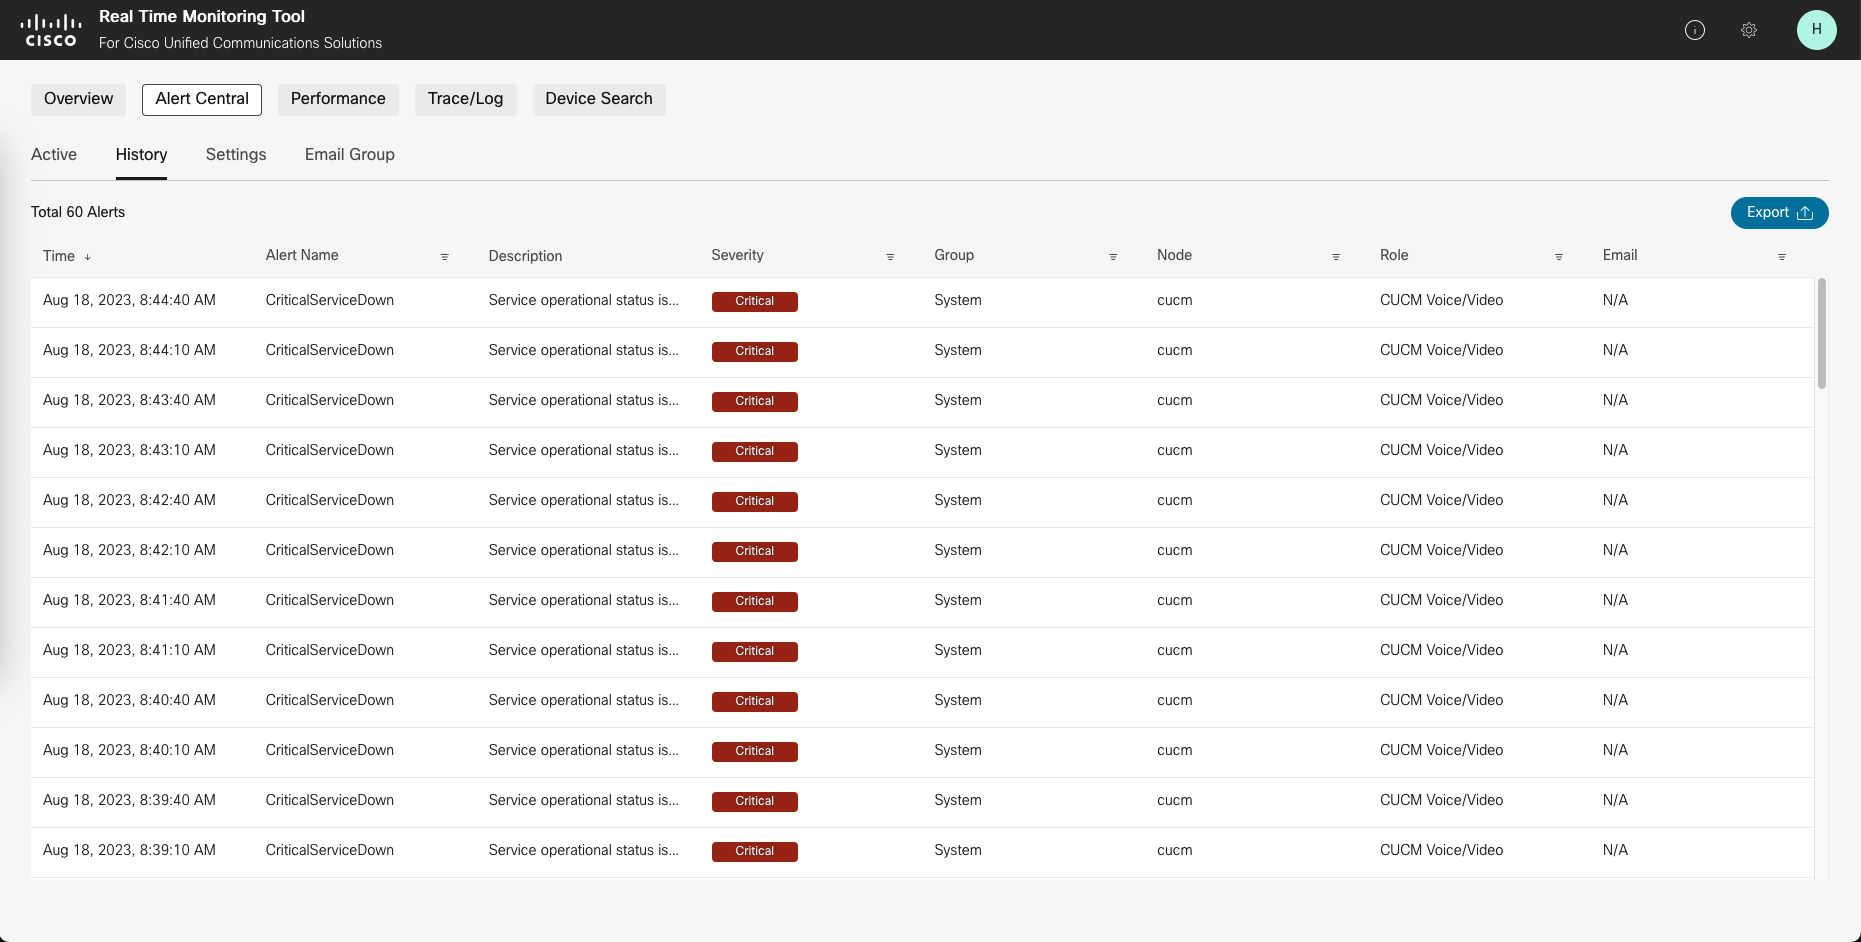 Real Time Monitoring Tool
CISCO For Cisco Unified Communications Solutions
H
Overview Alert Central Performance Trace/Log Device Search
Active History Settings Email Group
Total 60 Alerts
Export
Time Alert Name Description Severity Group Node Role Email
Aug 18, 2023, 8:44:40 AM CriticalServiceDown Service operational status is... Critical System cucm CUCM Voice/Video N/A
Aug 18, 2023, 8:44:10 AM CriticalServiceDown Service operational status is... Critical System cucm CUCM Voice/Video N/A
Aug 18, 2023, 8:43:40 AM CriticalServiceDown Service operational status is... Critical System cucm CUCM Voice/Video N/A
Aug 18, 2023, 8:43:10 AM CriticalServiceDown Service operational status is... Critical System cucm CUCM Voice/Video N/A
Aug 18, 2023, 8:42:40 AM CriticalServiceDown Service operational status is... Critical System cucm CUCM Voice/Video N/A
Aug 18, 2023, 8:42:10 AM CriticalServiceDown Service operational status is... Critical System cucm CUCM Voice/Video N/A
Aug 18, 2023, 8:41:40 AM CriticalServiceDown Service operational status is... Critical System cucm CUCM Voice/Video N/A
Aug 18, 2023, 8:41:10 AM CriticalServiceDown Service operational status is... Critical System cucm CUCM Voice/Video N/A
Aug 18, 2023, 8:40:40 AM CriticalServiceDown Service operational status is... Critical System cucm CUCM Voice/Video N/A
Aug 18, 2023, 8:40:10 AM CriticalServiceDown Service operational status is... Critical System cucm CUCM Voice/Video N/A
Aug 18, 2023, 8:39:40 AM CriticalServiceDown Service operational status is... Critical System cucm CUCM Voice/Video N/A
Aug 18, 2023, 8:39:10 AM CriticalServiceDown Service operational status is... Critical System cucm CUCM Voice/Video N/A